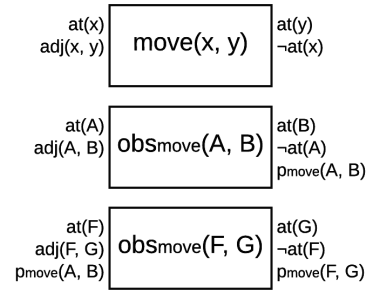 at(x)
adj(x, y)
move(x, y)
at(y)
¬at(x)
at(A)
adj(A, B)
obsmove(A, B)
at(B)
¬at(A)
pmove(A, B)
at(F)
adj(F, G)
pmove(A, B)
obsmove(F, G)
at(G)
¬at(F)
pmove(F, G)